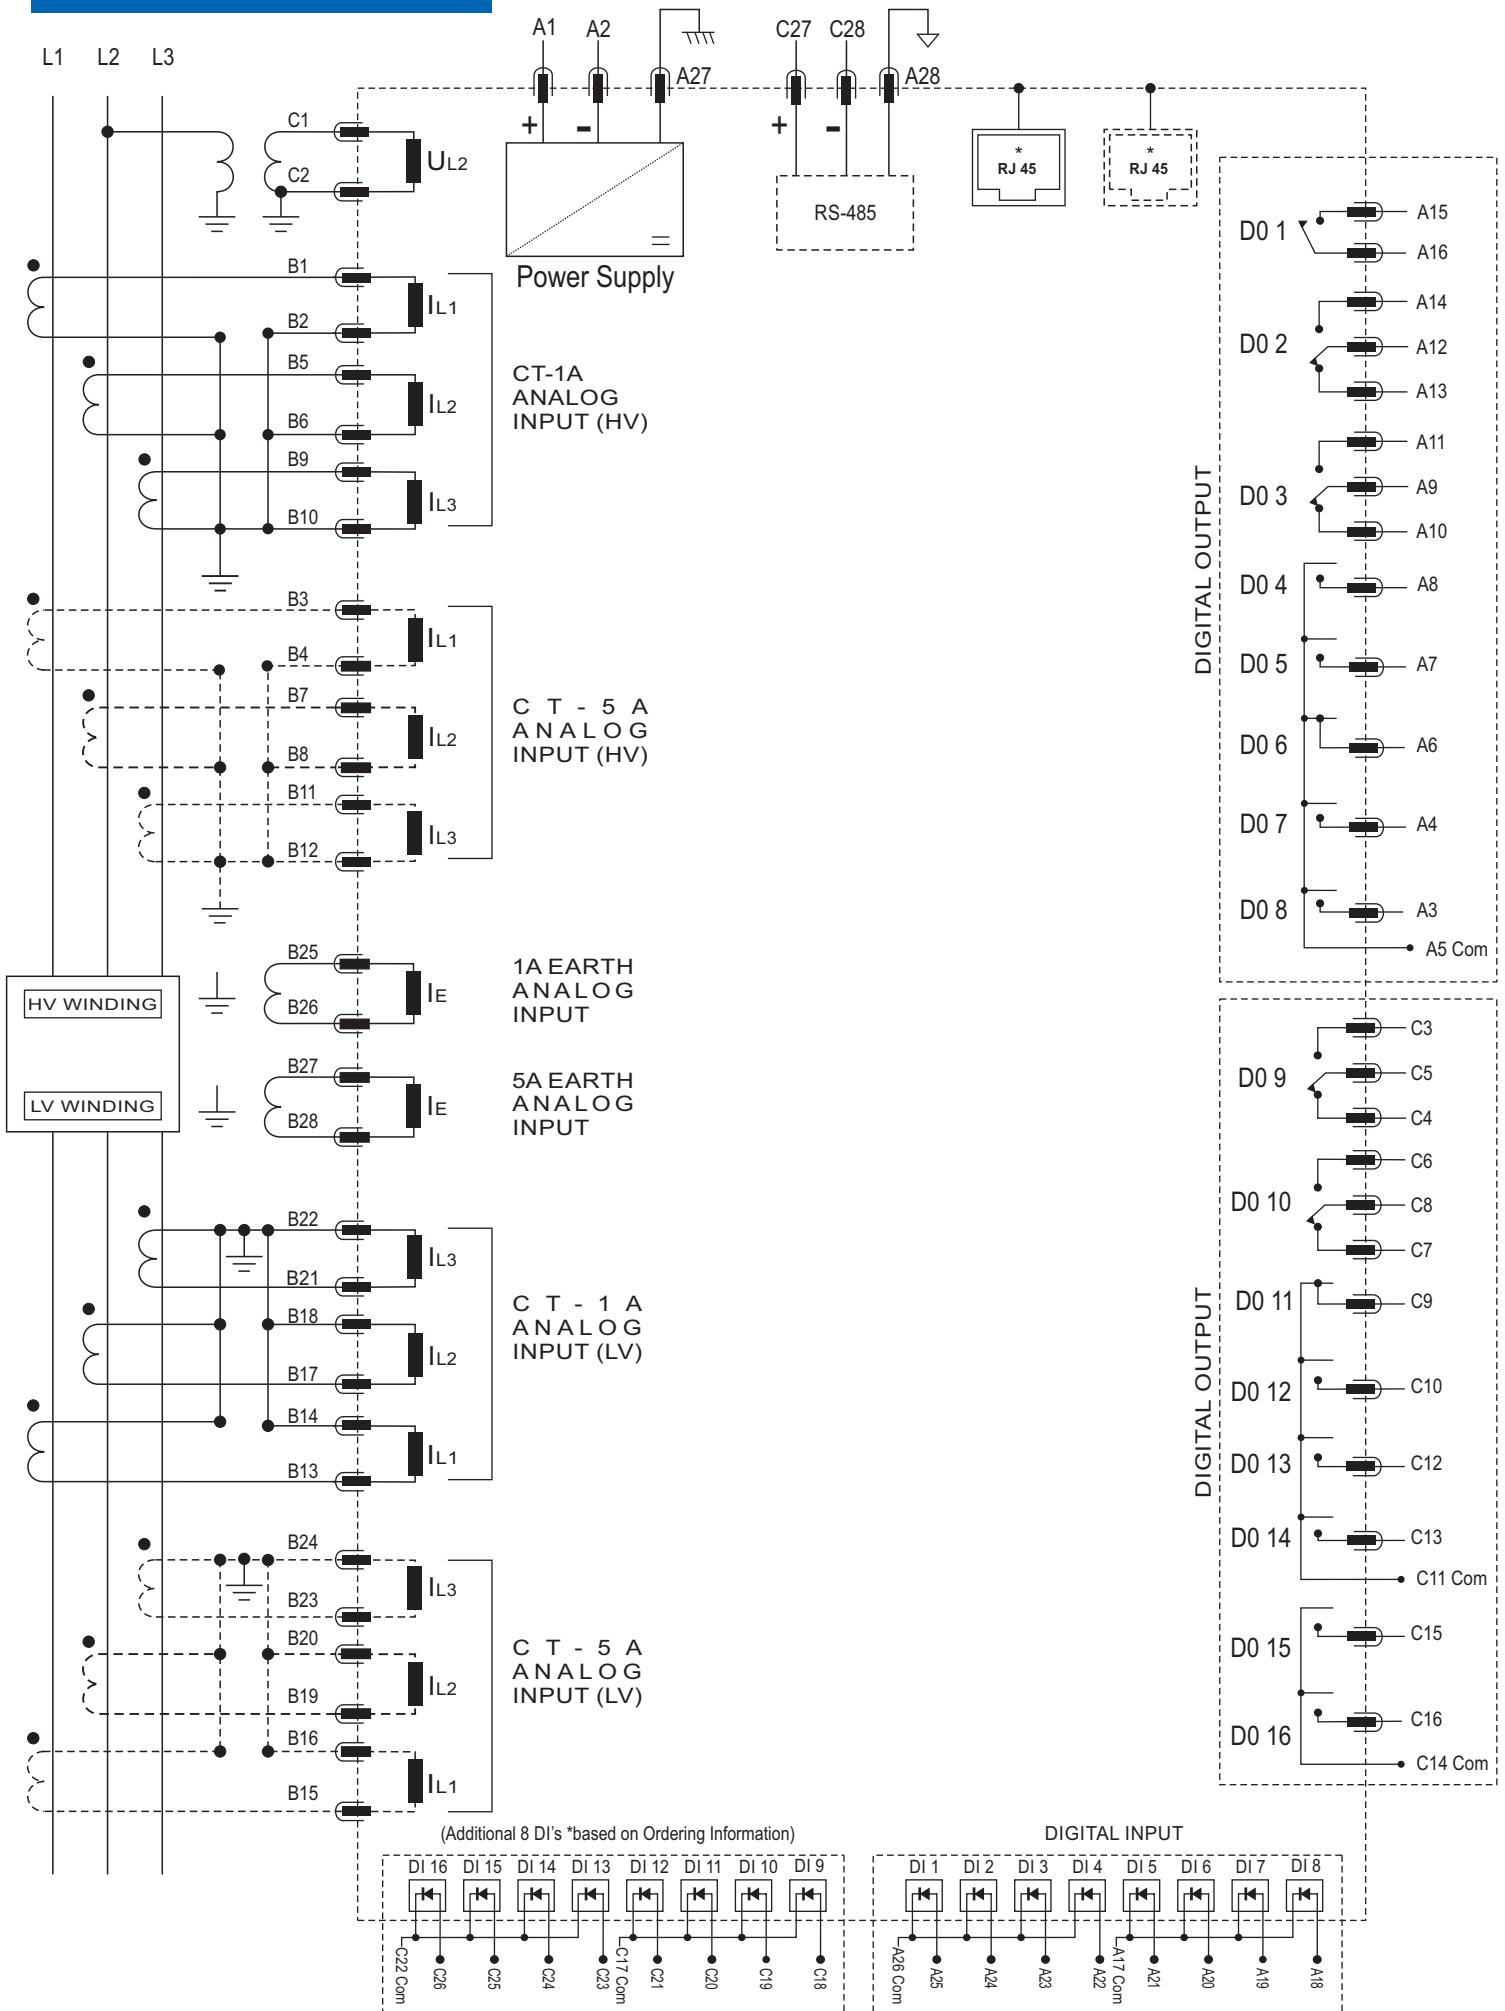 L1 L2 L3
A1 A2 A27 C27 C28 A28
+ - + -
C1
C2
UL2
Power Supply
RS-485
* RJ 45
* RJ 45
B1
B2
B5
B6
B9
B10
IL1
IL2
IL3
CT-1A
ANALOG
INPUT (HV)
B3
B4
B7
B8
B11
B12
IL1
IL2
IL3
CT-5A
ANALOG
INPUT (HV)
B25
B26
IE
1A EARTH
ANALOG
INPUT
B27
B28
IE
5A EARTH
ANALOG
INPUT
HV WINDING
LV WINDING
B22
B21
B18
B17
B14
B13
IL3
IL2
IL1
CT-1A
ANALOG
INPUT (LV)
B24
B23
B20
B19
B16
B15
IL3
IL2
IL1
CT-5A
ANALOG
INPUT (LV)
DIGITAL OUTPUT
D0 1 A15
A16
A14
D0 2 A12
A13
A11
D0 3 A9
A10
D0 4 A8
D0 5 A7
D0 6 A6
D0 7 A4
D0 8 A3
A5 Com
DIGITAL OUTPUT
C3
D0 9 C5
C4
C6
D0 10 C8
C7
D0 11 C9
D0 12 C10
D0 13 C12
D0 14 C13
C11 Com
D0 15 C15
D0 16 C16
C14 Com
(Additional 8 DI's *based on Ordering Information)
DI 16 DI 15 DI 14 DI 13 DI 12 DI 11 DI 10 DI 9
C22 Com C26 C25 C24 C23 C17 Com C21 C20 C19 C18
DIGITAL INPUT
DI 1 DI 2 DI 3 DI 4 DI 5 DI 6 DI 7 DI 8
A26 Com A25 A24 A23 A22 A17 Com A21 A20 A19 A18